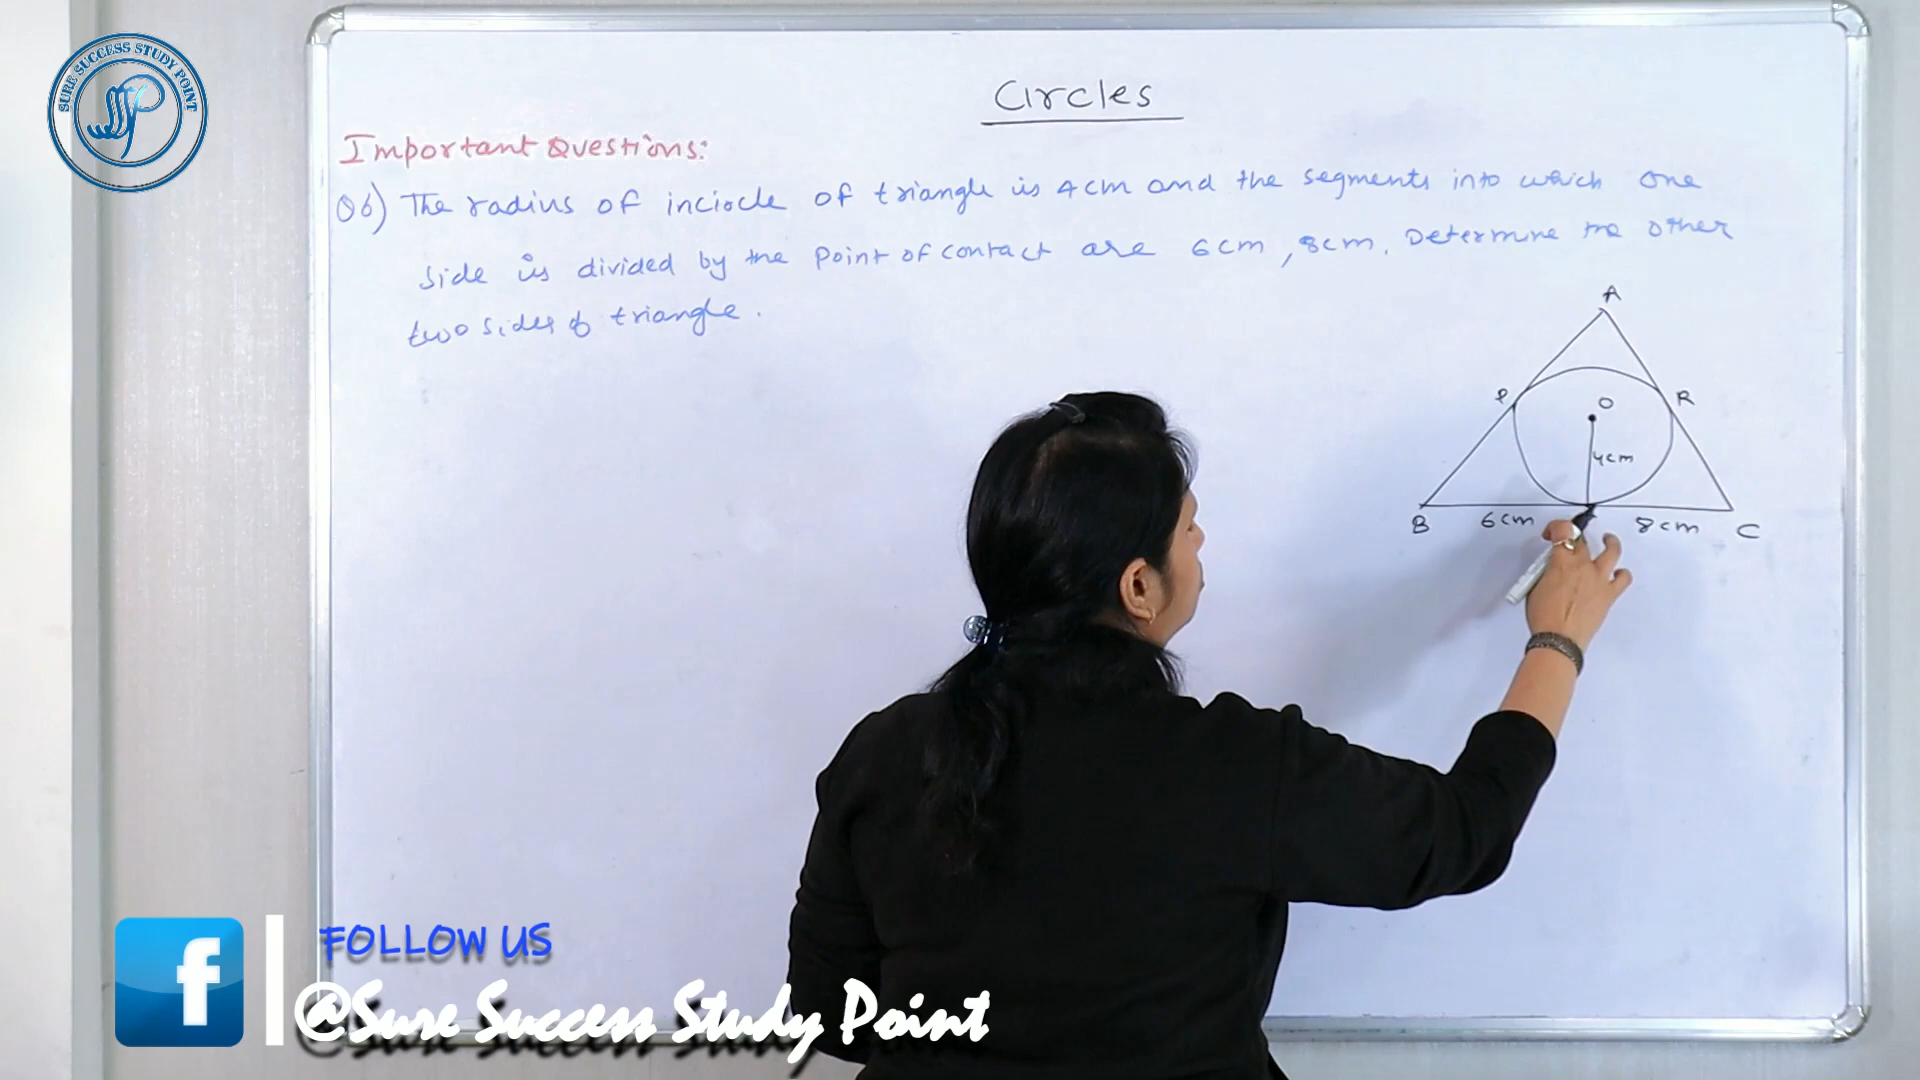 SURE SUCCESS STUDY POINT
Circles
Important Questions:
Q6) The radius of incircle of triangle is 4cm and the segments into which one
side is divided by the point of contact are 6cm, 8cm. Determine the other
two sides of triangle.
A
P
O
R
4cm
B
6cm
8cm
C
f
FOLLOW US
@Sure Success Study Point